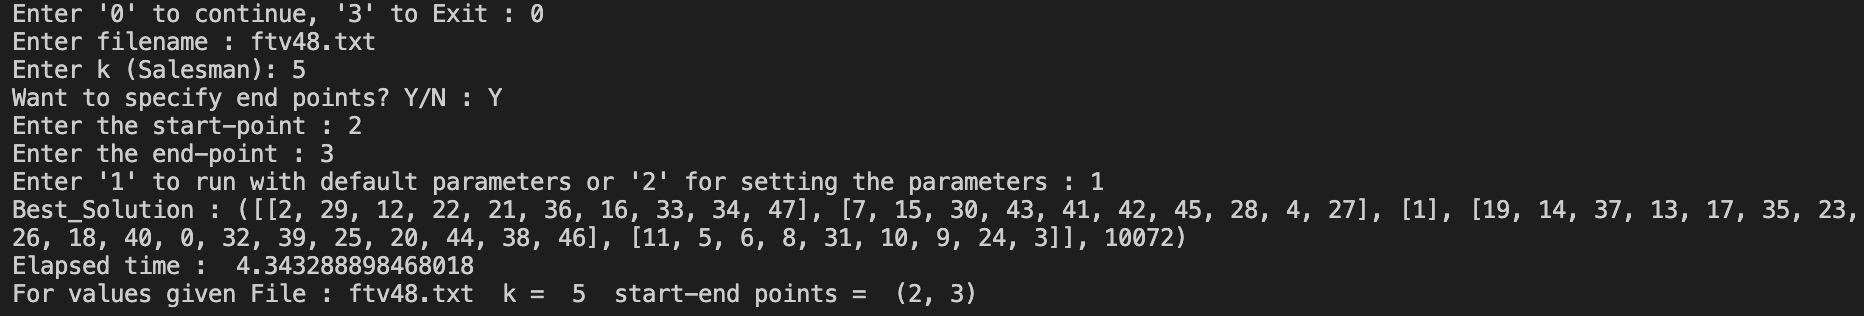 Enter '0' to continue, '3' to Exit : 0
Enter filename : ftv48.txt
Enter k (Salesman): 5
Want to specify end points? Y/N : Y
Enter the start-point : 2
Enter the end-point : 3
Enter '1' to run with default parameters or '2' for setting the parameters : 1
Best_Solution : ([[2, 29, 12, 22, 21, 36, 16, 33, 34, 47], [7, 15, 30, 43, 41, 42, 45, 28, 4, 27], [1], [19, 14, 37, 13, 17, 35, 23,
26, 18, 40, 0, 32, 39, 25, 20, 44, 38, 46], [11, 5, 6, 8, 31, 10, 9, 24, 3]], 10072)
Elapsed time :  4.343288898468018
For values given File : ftv48.txt  k =  5  start-end points =  (2, 3)